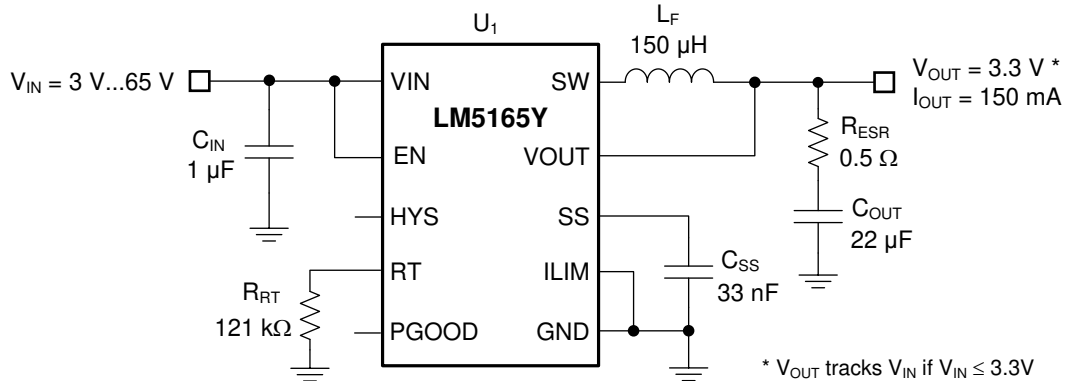 U1
LF
150 µH
VIN = 3 V...65 V
VIN
SW
VOUT = 3.3 V *
IOUT = 150 mA
LM5165Y
CIN
1 µF
RESR
0.5 Ω
EN
VOUT
HYS
SS
COUT
22 µF
RT
ILIM
CSS
33 nF
RRT
121 kΩ
PGOOD
GND
* VOUT tracks VIN if VIN ≤ 3.3V